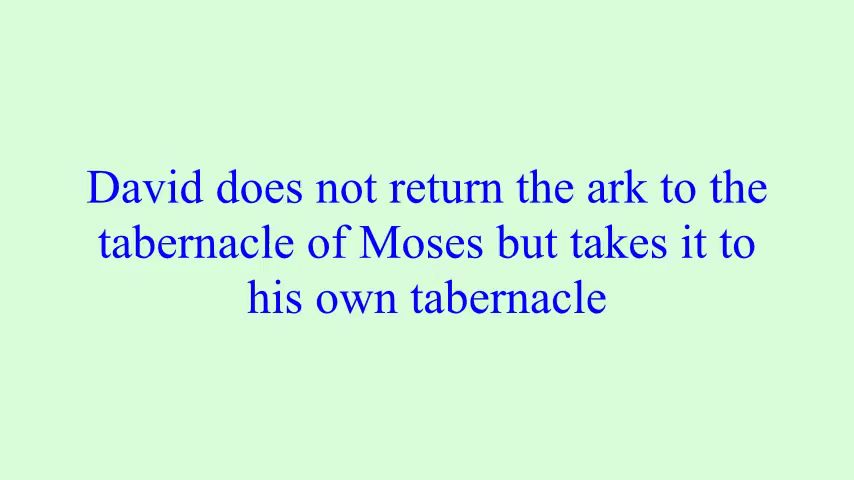 David does not return the ark to the
tabernacle of Moses but takes it to
his own tabernacle